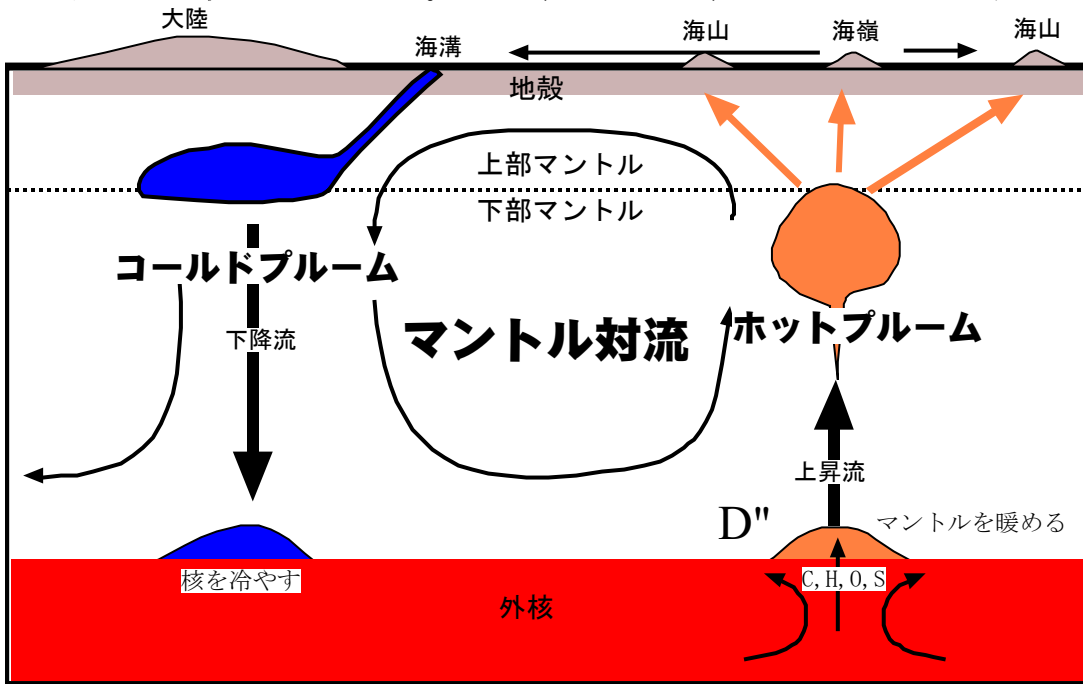 大陸
海溝
海山
海嶺
海山
地殻
上部マントル
下部マントル
コールドプルーム
下降流
マントル対流
ホットプルーム
上昇流
D"
マントルを暖める
核を冷やす
C,H,O,S
外核